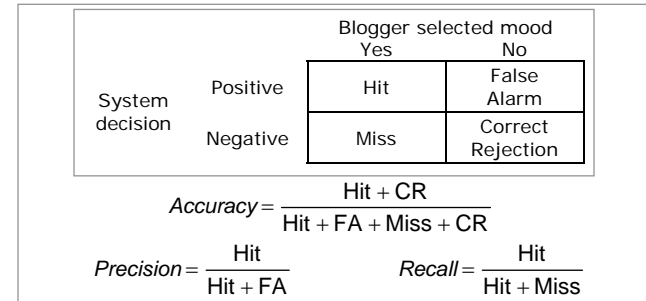 Blogger selected mood
Yes No
System decision
Positive Hit False Alarm
Negative Miss Correct Rejection
Accuracy = Hit + CR / Hit + FA + Miss + CR
Precision = Hit / Hit + FA Recall = Hit / Hit + Miss